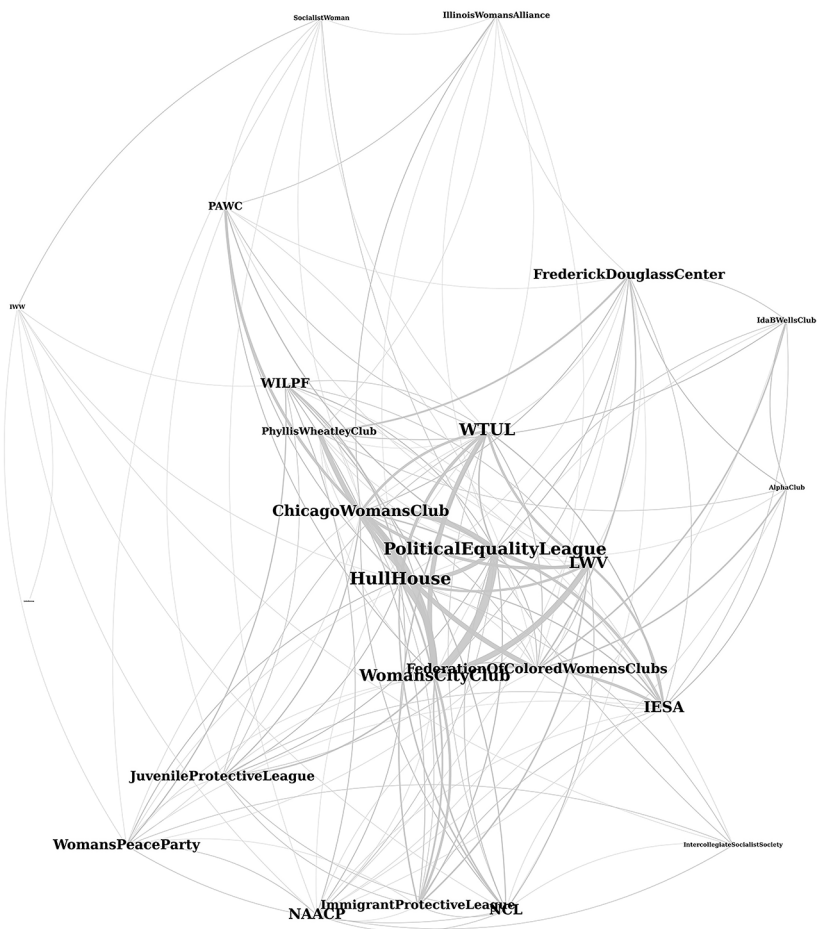 IllinoisWomansAlliance
SocialistWoman
PAWC
FrederickDouglassCenter
IWW
IdaBWellsClub
WILPF
WTUL
PhyllisWheatleyClub
AlphaClub
ChicagoWomansClub
PoliticalEqualityLeague
LWV
HullHouse
FederationOfColoredWomensClubs
WomansCityClub
IESA
JuvenileProtectiveLeague
WomansPeaceParty
IntercollegiateSocialistSociety
ImmigrantProtectiveLeague
NCL
NAACP